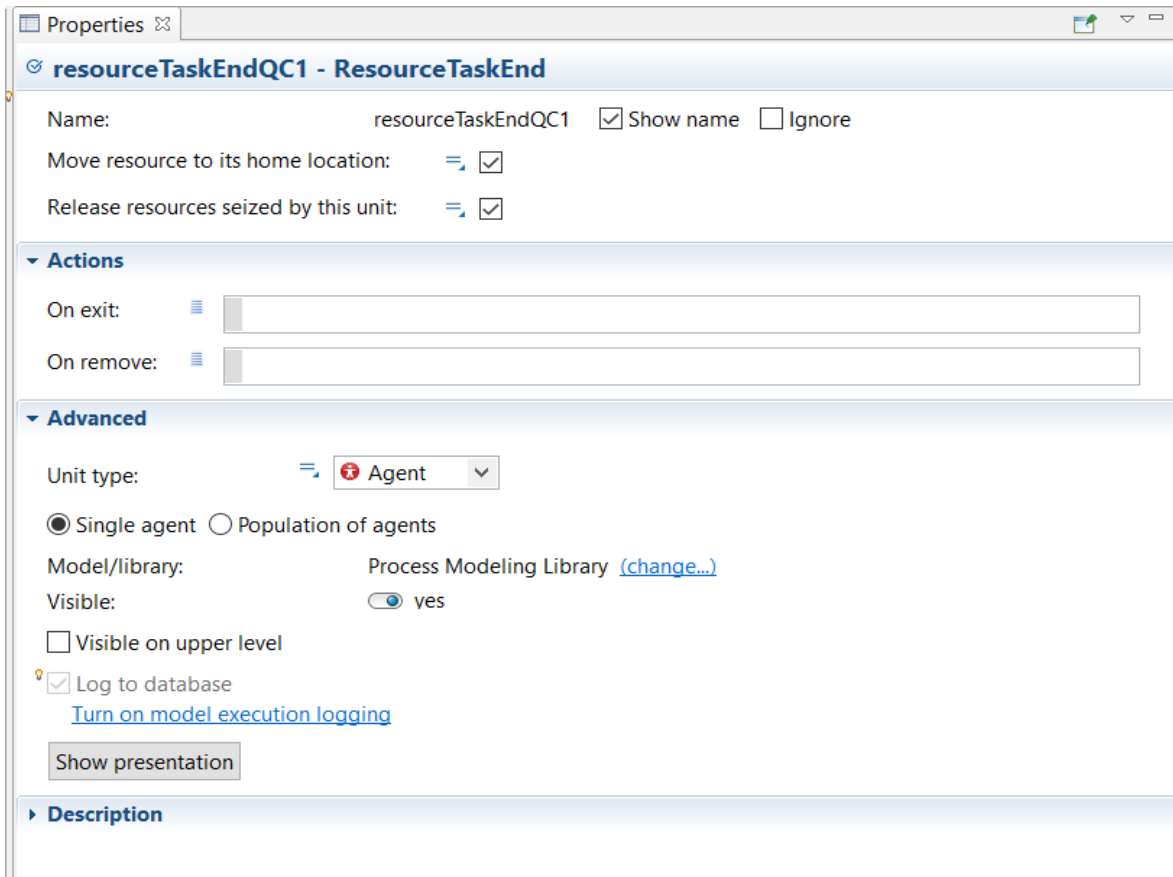 Properties
resourceTaskEndQC1 - ResourceTaskEnd
Name: resourceTaskEndQC1 Show name Ignore
Move resource to its home location:
Release resources seized by this unit:
Actions
On exit:
On remove:
Advanced
Unit type: Agent
Single agent Population of agents
Model/library: Process Modeling Library (change...)
Visible: yes
Visible on upper level
Log to database
Turn on model execution logging
Show presentation
Description